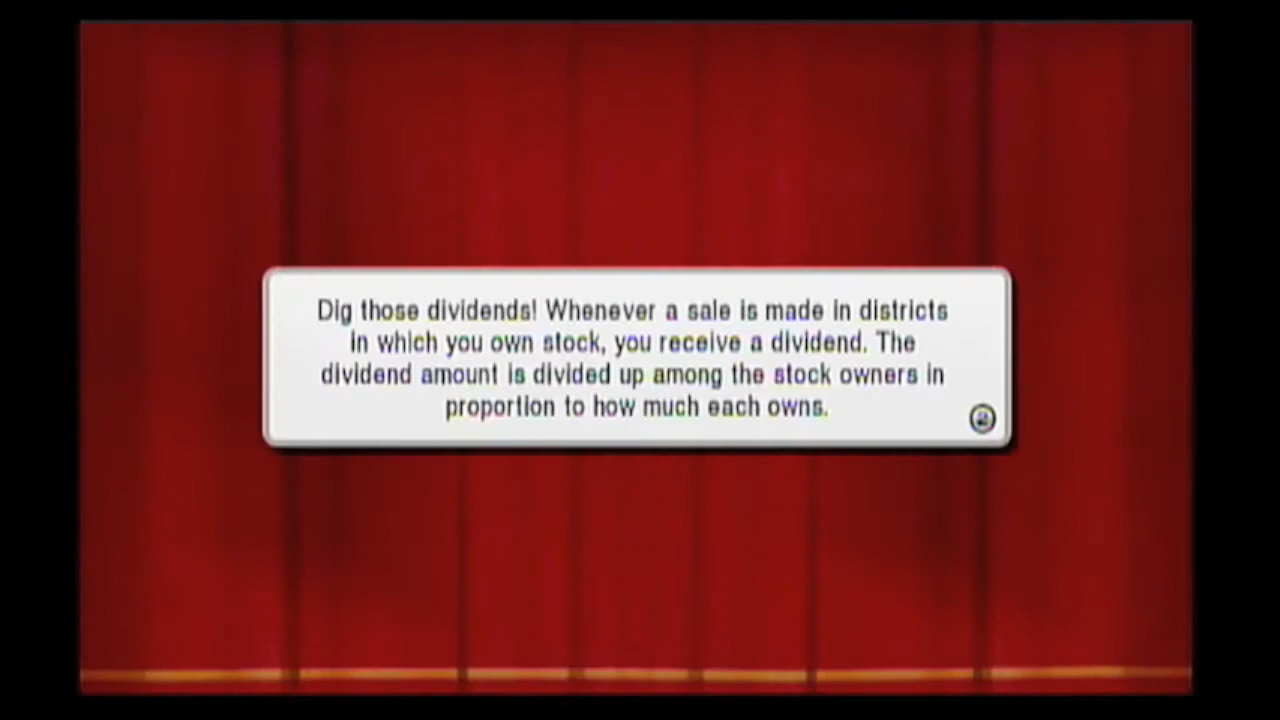 Dig those dividends! Whenever a sale is made in districts
in which you own stock, you receive a dividend. The
dividend amount is divided up among the stock owners in
proportion to how much each owns.